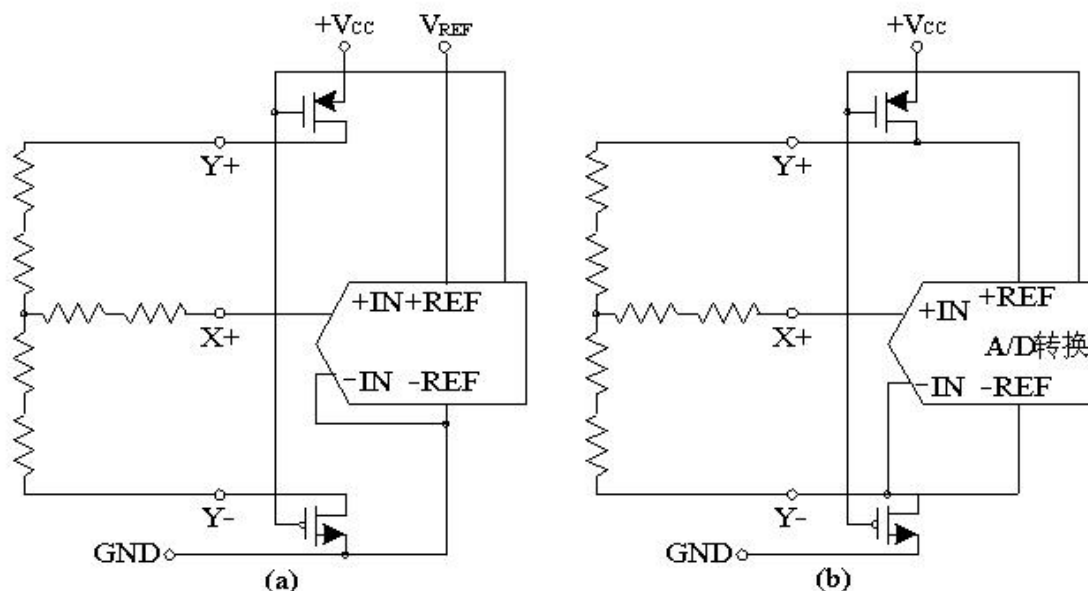 +VCC VREF
Y+
+IN+REF
X+
-IN -REF
Y-
GND
(a)
+VCC
Y+
+REF
+IN
X+
A/D转换
-IN -REF
Y-
GND
(b)